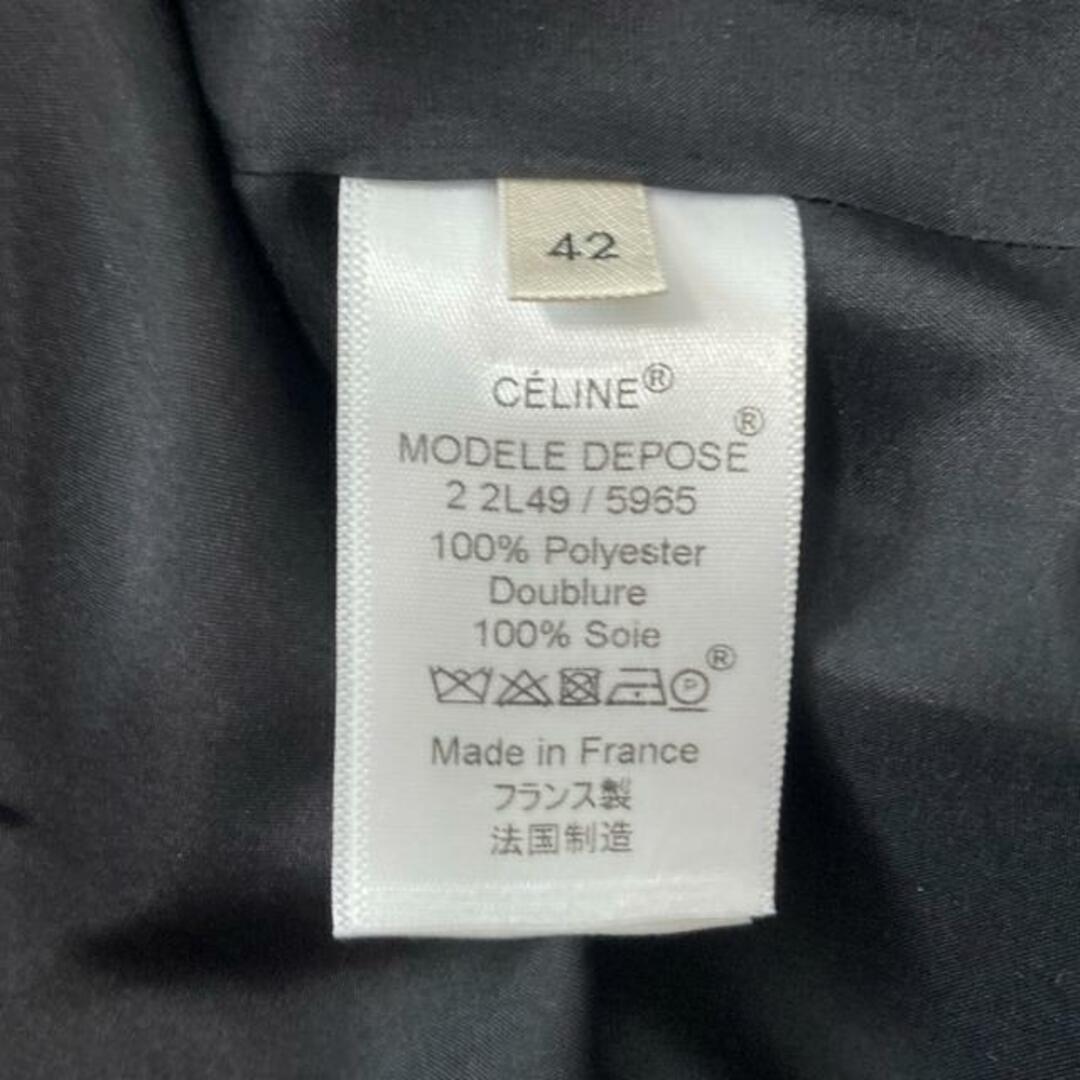 42
CÉLINE®
MODELE DEPOSE®
2 2L49 / 5965
100% Polyester
Doublure
100% Soie
P ®
Made in France
フランス製
法国制造